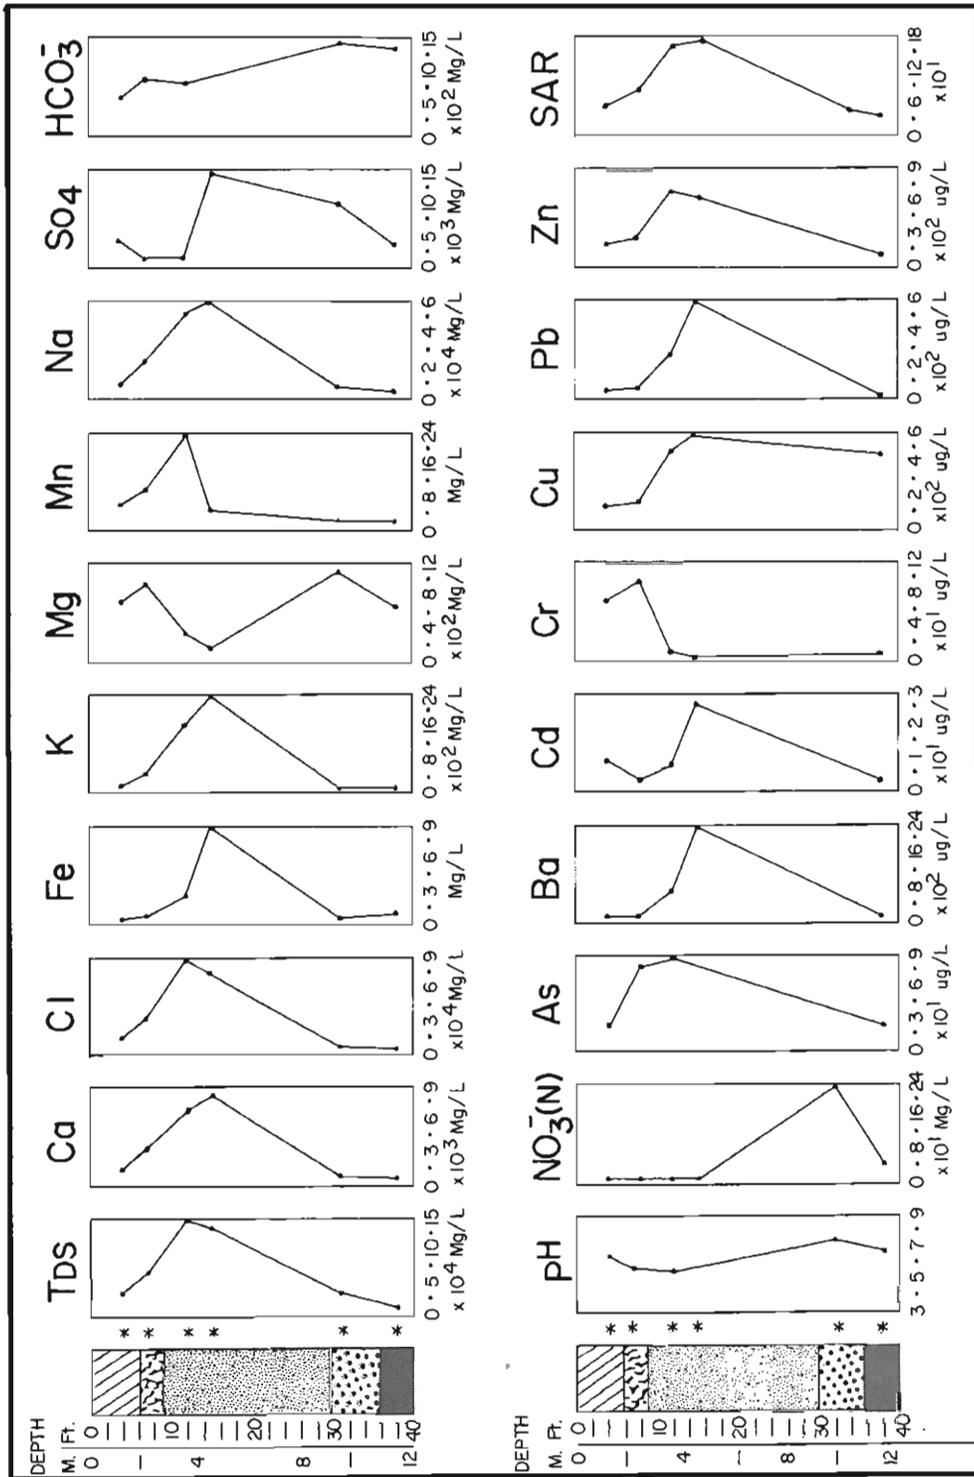 DEPTH
M. Ft.
0 0
10
4
20
8
30
12 40
*
*
*
*
*
*
TDS
0 · 5 · 10 · 15
x10⁴ Mg/L
Ca
0 · 3 · 6 · 9
x10³ Mg/L
Cl
0 · 3 · 6 · 9
x10⁴ Mg/L
Fe
0 · 3 · 6 · 9
Mg/L
K
0 · 8 · 16 · 24
x10² Mg/L
Mg
0 · 4 · 8 · 12
x10² Mg/L
Mn
0 · 8 · 16 · 24
Mg/L
Na
0 · 2 · 4 · 6
x10⁴ Mg/L
SO4
0 · 5 · 10 · 15
x10³ Mg/L
HCO3⁻
0 · 5 · 10 · 15
x10² Mg/L
DEPTH
M. Ft.
0 0
10
4
20
8
30
12 40
*
*
*
*
*
*
pH
3 · 5 · 7 · 9
NO3⁻(N)
0 · 8 · 16 · 24
x10¹ Mg/L
As
0 · 3 · 6 · 9
x10¹ ug/L
Ba
0 · 8 · 16 · 24
x10² ug/L
Cd
0 · 1 · 2 · 3
x10¹ ug/L
Cr
0 · 4 · 8 · 12
x10¹ ug/L
Cu
0 · 2 · 4 · 6
x10² ug/L
Pb
0 · 2 · 4 · 6
x10² ug/L
Zn
0 · 3 · 6 · 9
x10² ug/L
SAR
0 · 6 · 12 · 18
x10¹